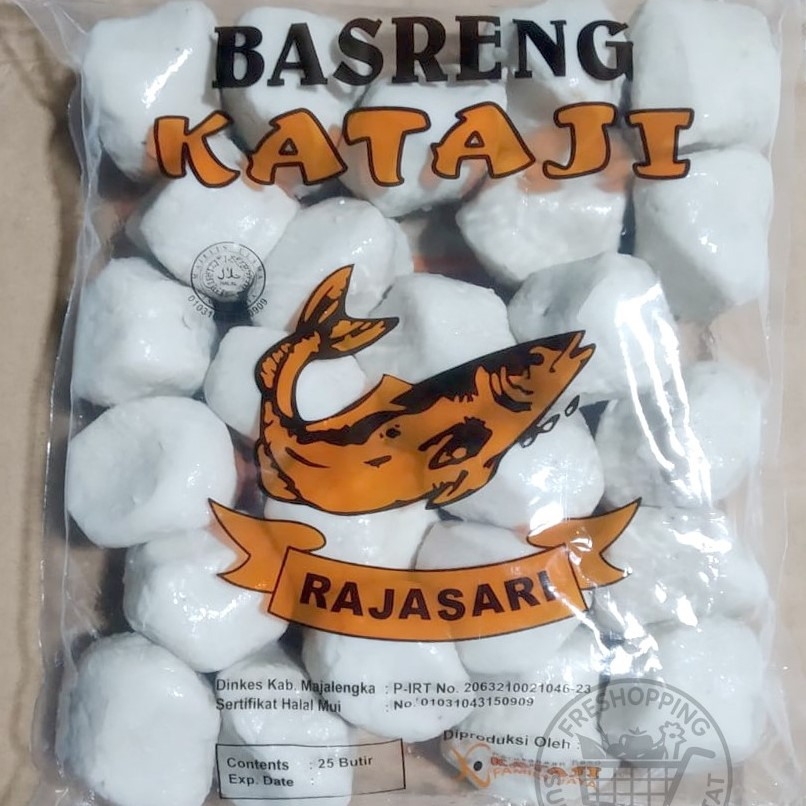 BASRENG
KATAJI
حلال
RAJASARI
Dinkes Kab. Majalengka : P-IRT No. 2063210021046-23
Sertifikat Halal Mui : No. 01031043150909
Diproduksi Oleh :
Contents : 25 Butir
Exp. Date :
FRESHOPPING